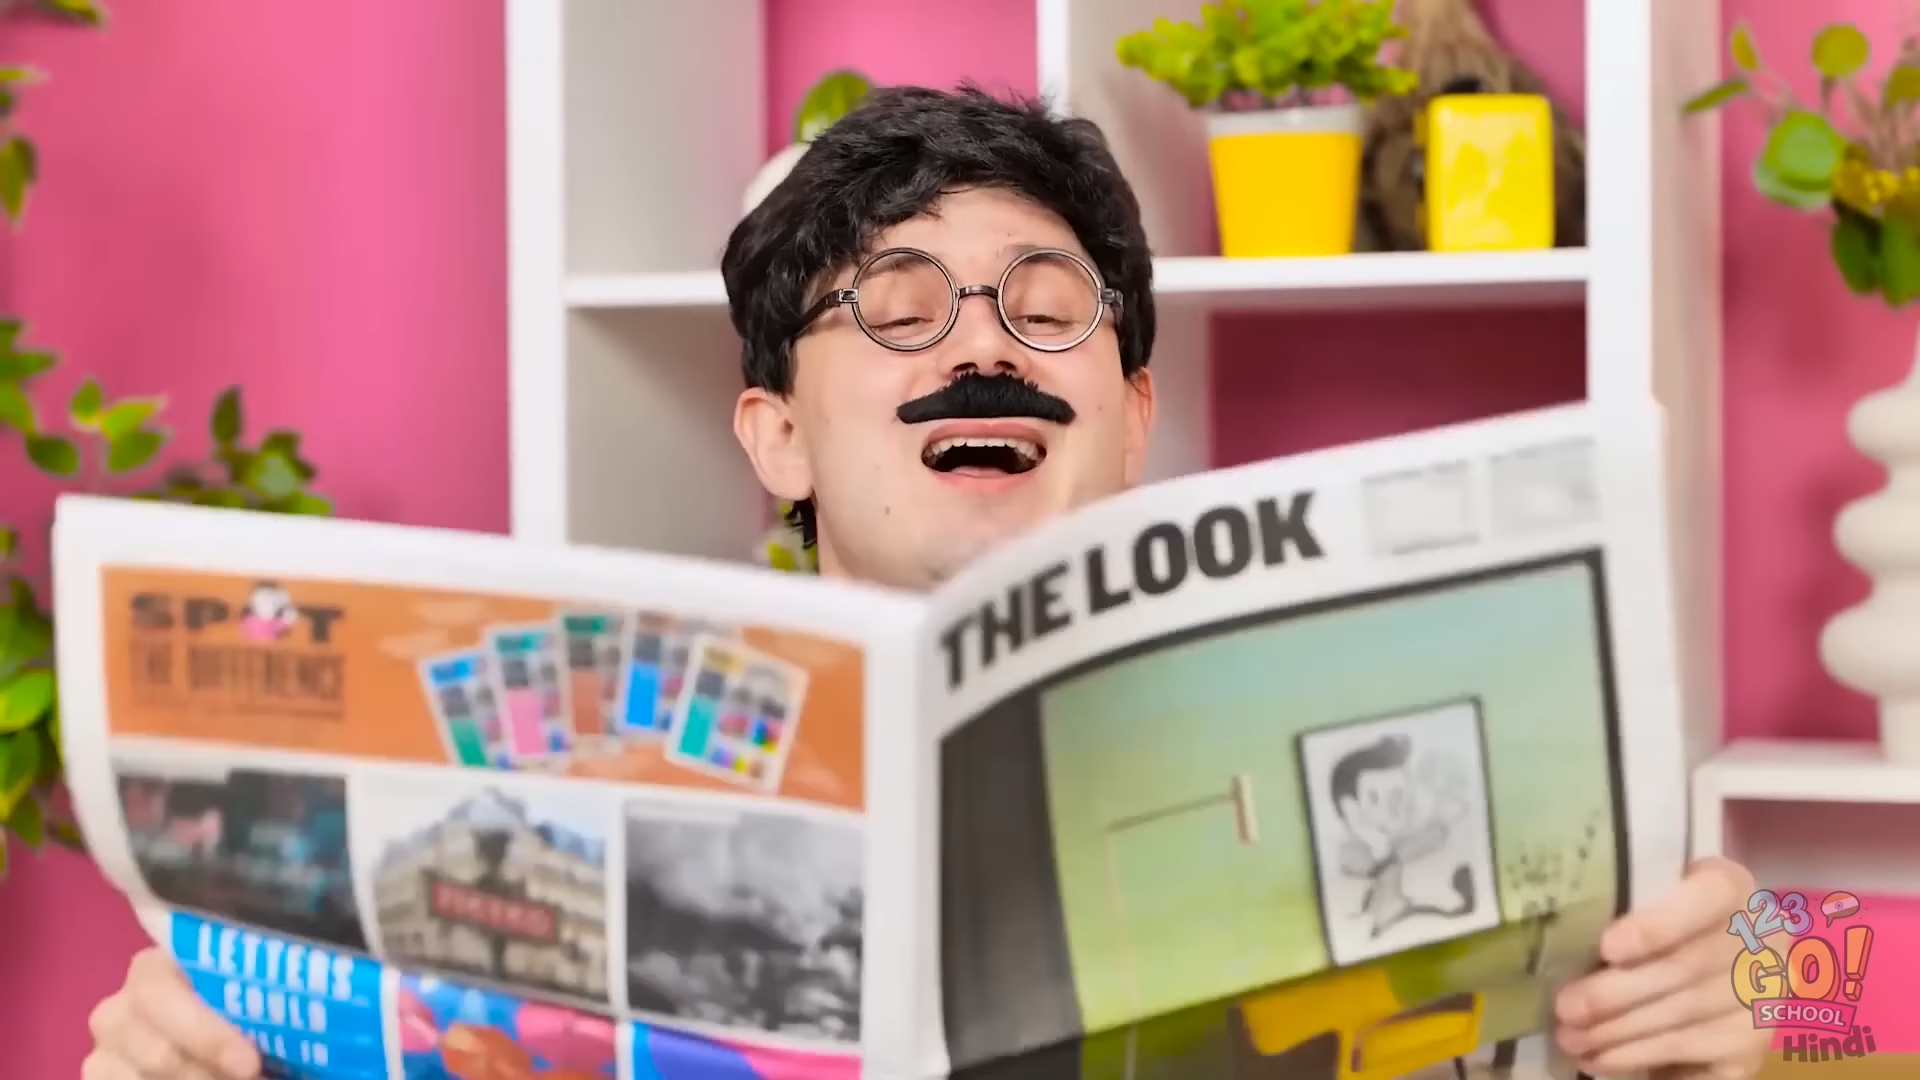 SPOT
THE DIFFERENCE
THE LOOK
LETTERS
COULD
123
GO!
SCHOOL
Hindi